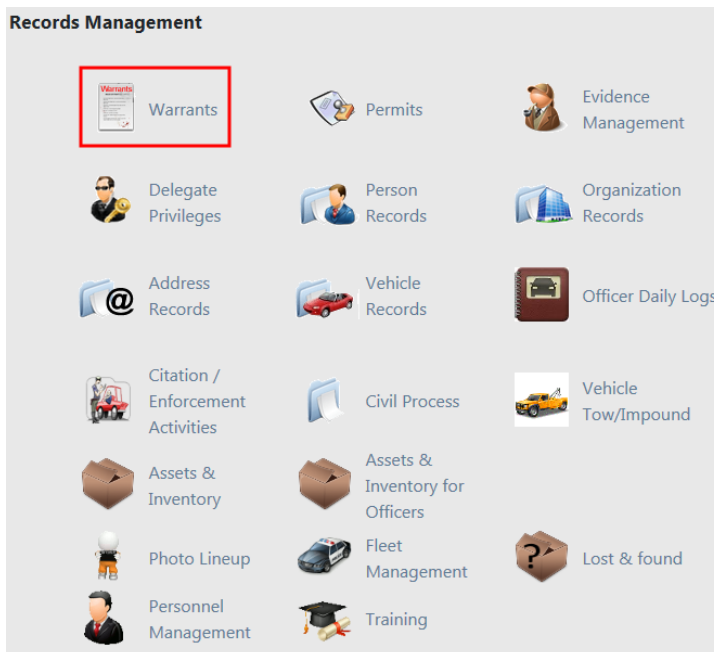 Records Management
Warrants
Warrants
Permits
Evidence
Management
Delegate
Privileges
Person
Records
Organization
Records
@
Address
Records
Vehicle
Records
Officer Daily Logs
Citation /
Enforcement
Activities
Civil Process
Vehicle
Tow/Impound
Assets &
Inventory
Assets &
Inventory for
Officers
Photo Lineup
Fleet
Management
?
Lost & found
Personnel
Management
Training